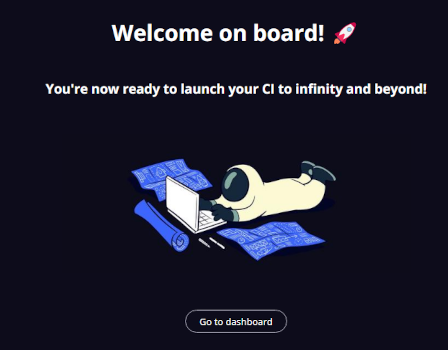 Welcome on board! 🚀
You're now ready to launch your CI to infinity and beyond!
Go to dashboard